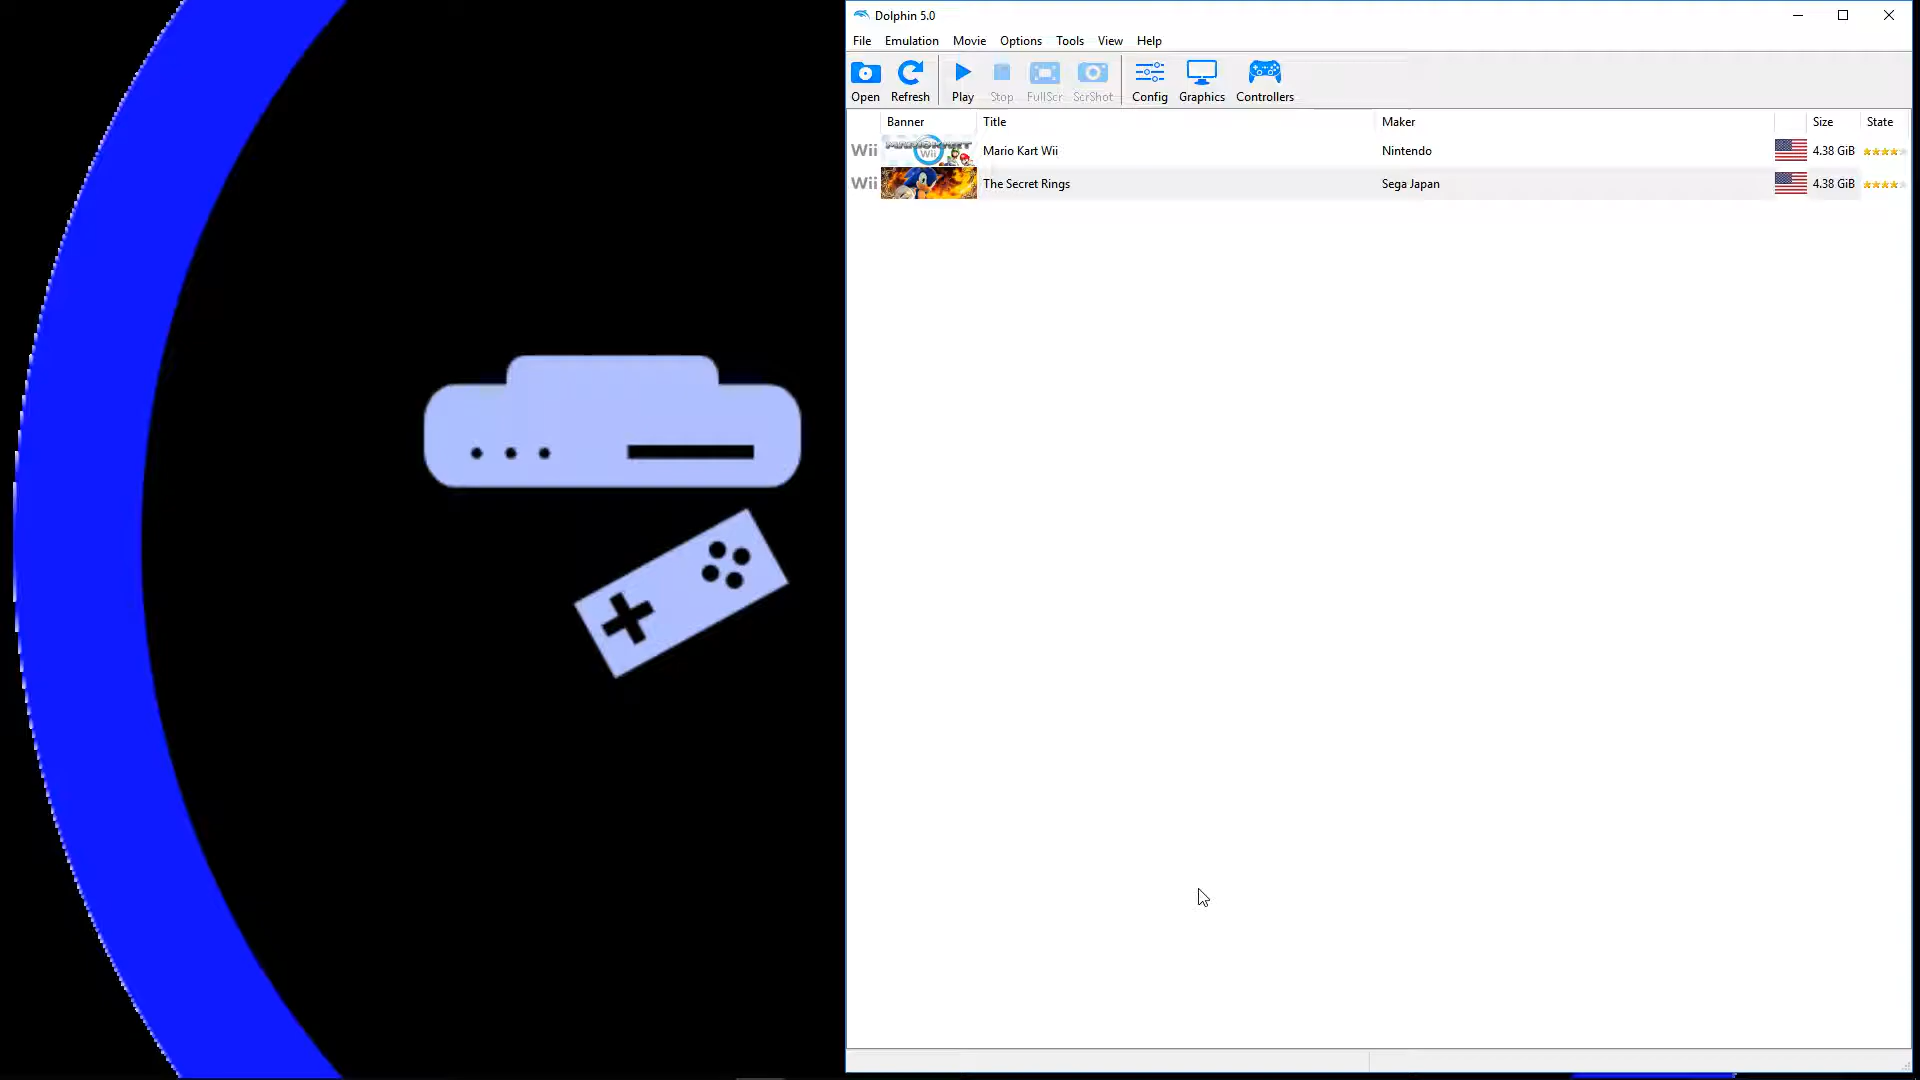 Dolphin 5.0
File Emulation Movie Options Tools View Help
Open Refresh Play Stop FullScr ScrShot Config Graphics Controllers
Banner Title Maker Size State
Wii MARIOKART Wii Mario Kart Wii Nintendo 4.38 GiB
Wii The Secret Rings Sega Japan 4.38 GiB